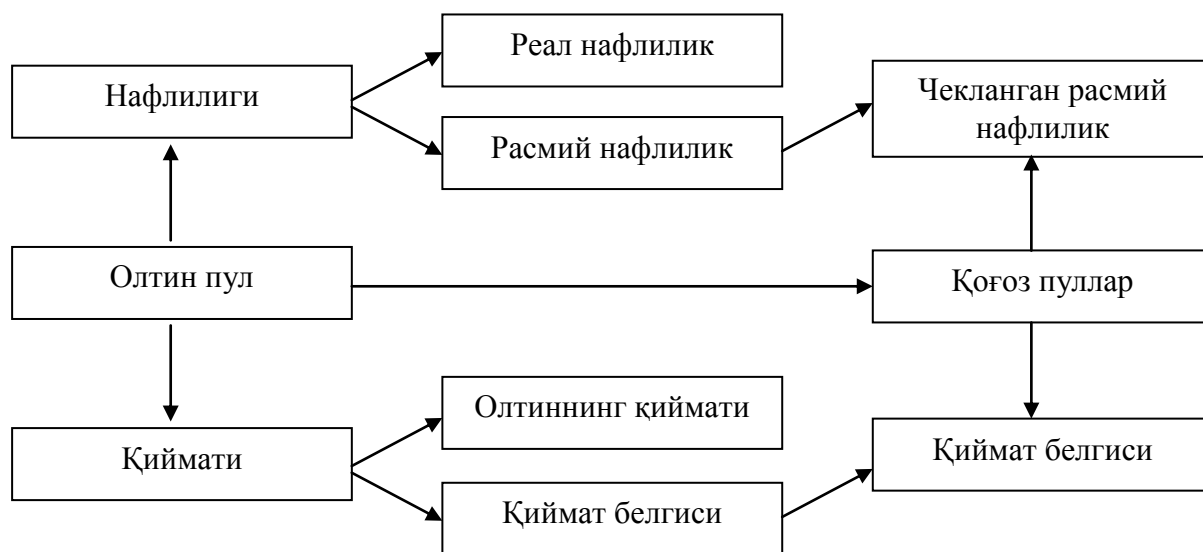 Реал нафлилик
Нафлилиги
Расмий нафлилик
Чекланган расмий
нафлилик
Олтин пул
Қоғоз пуллар
Олтиннинг қиймати
Қиймати
Қиймат белгиси
Қиймат белгиси